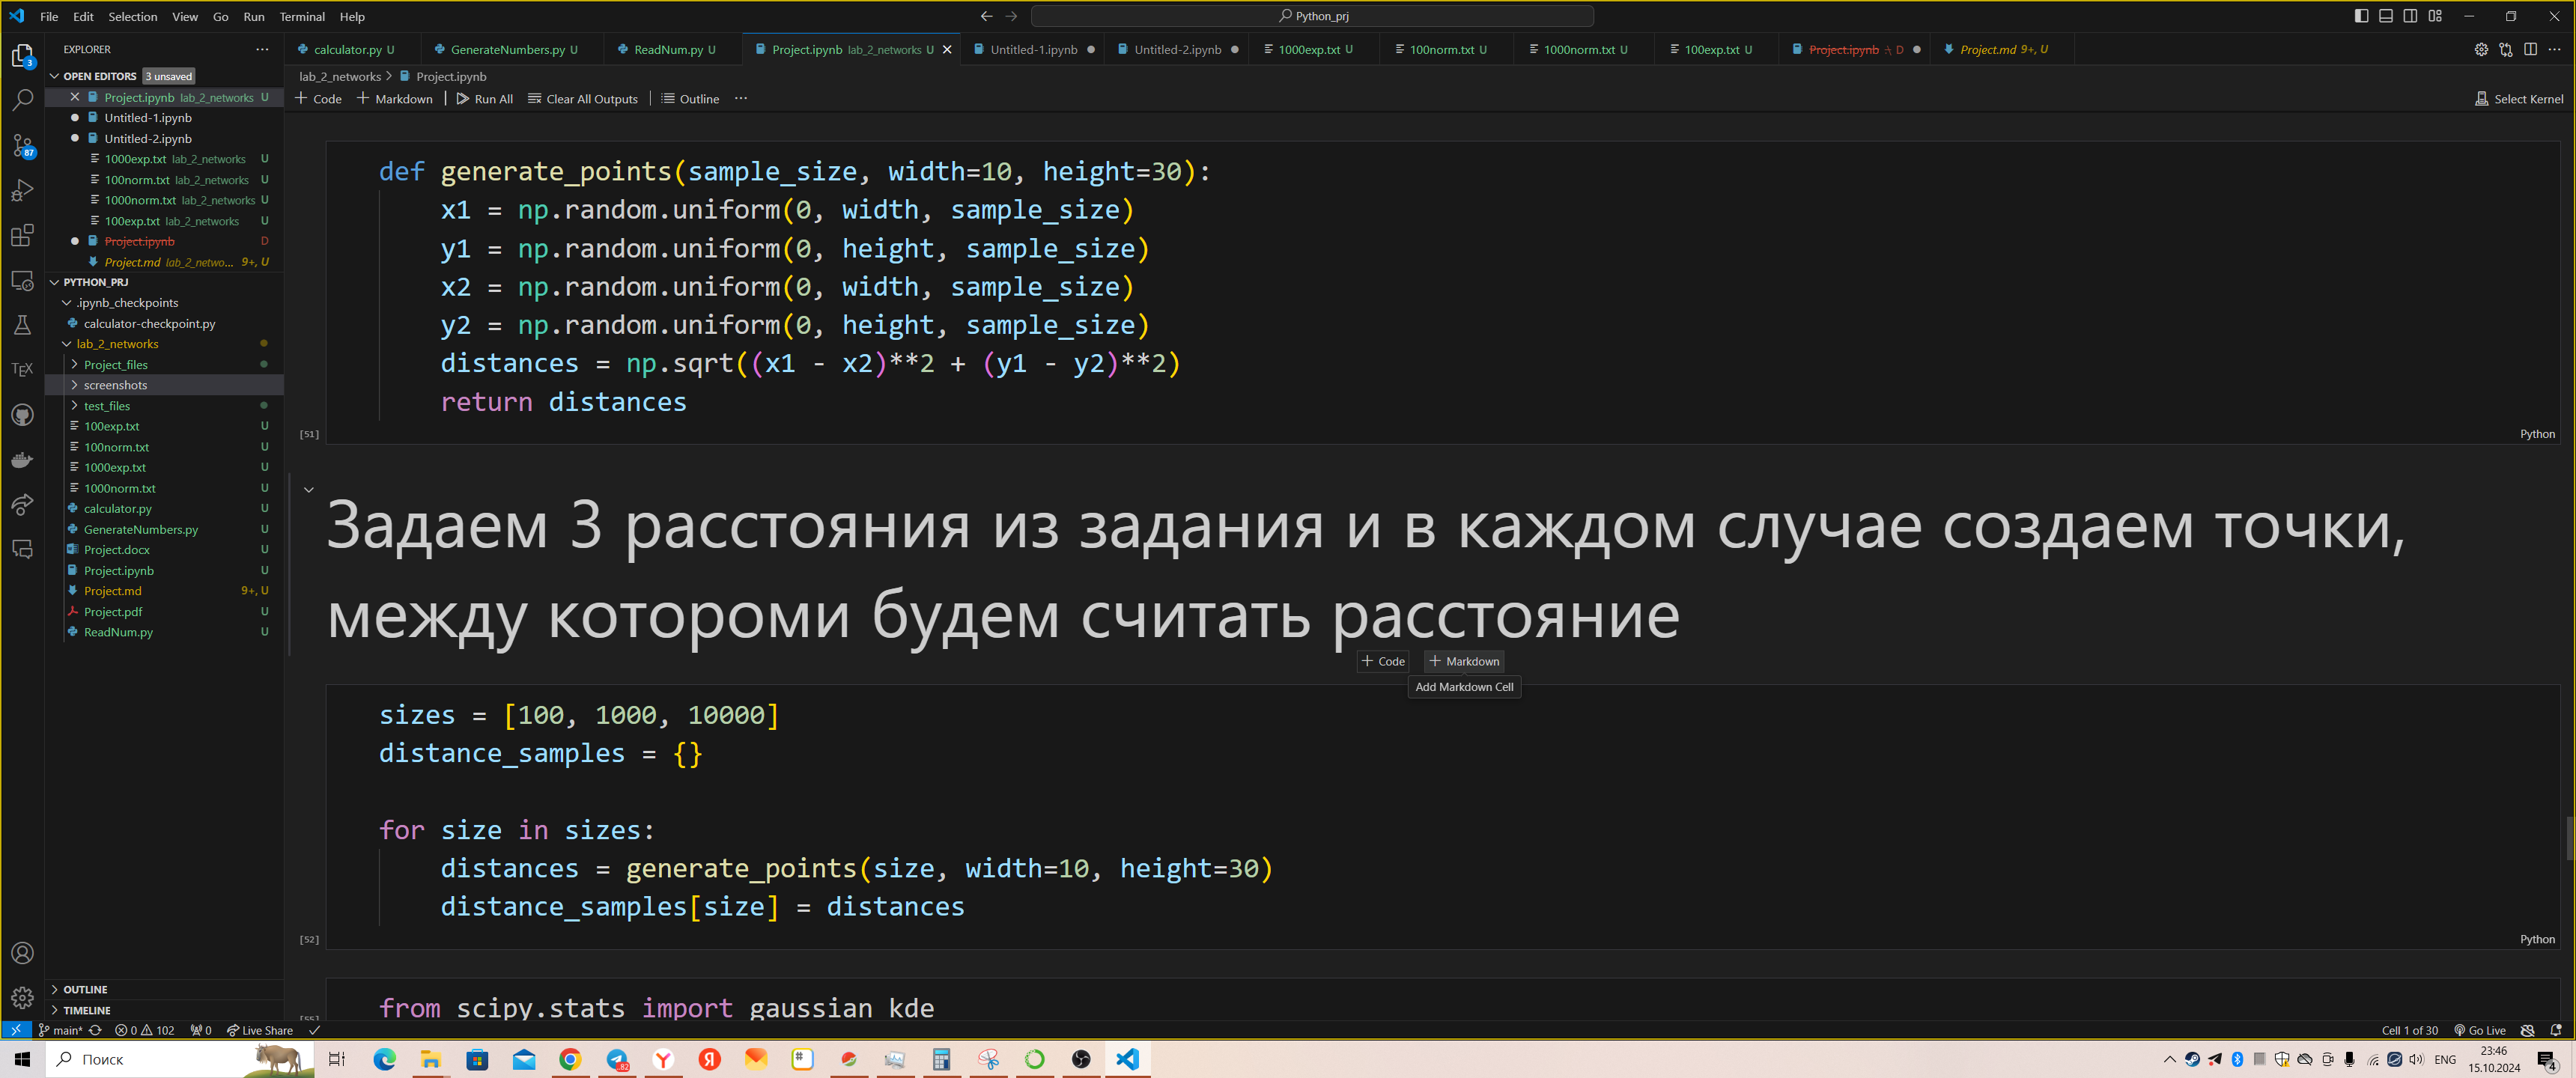 File Edit Selection View Go Run Terminal Help
Python_prj
EXPLORER
calculator.py U
GenerateNumbers.py U
ReadNum.py U
Project.ipynb lab_2_networks U
Untitled-1.ipynb
Untitled-2.ipynb
1000exp.txt U
100norm.txt U
1000norm.txt U
100exp.txt U
Project.ipynb D
Project.md 9+, U
OPEN EDITORS 3 unsaved
Project.ipynb lab_2_networks U
Untitled-1.ipynb
Untitled-2.ipynb
1000exp.txt lab_2_networks U
100norm.txt lab_2_networks U
1000norm.txt lab_2_networks U
100exp.txt lab_2_networks U
Project.ipynb D
Project.md lab_2_netwo... 9+, U
PYTHON_PRJ
.ipynb_checkpoints
calculator-checkpoint.py
lab_2_networks
Project_files
screenshots
test_files
100exp.txt U
100norm.txt U
1000exp.txt U
1000norm.txt U
calculator.py U
GenerateNumbers.py U
Project.docx U
Project.ipynb U
Project.md 9+, U
Project.pdf U
ReadNum.py U
OUTLINE
TIMELINE
3
87
TEX
lab_2_networks > Project.ipynb
+ Code + Markdown Run All Clear All Outputs Outline ...
Select Kernel
def generate_points(sample_size, width=10, height=30):
x1 = np.random.uniform(0, width, sample_size)
y1 = np.random.uniform(0, height, sample_size)
x2 = np.random.uniform(0, width, sample_size)
y2 = np.random.uniform(0, height, sample_size)
distances = np.sqrt((x1 - x2)**2 + (y1 - y2)**2)
return distances
[51]
Python
Задаем 3 расстояния из задания и в каждом случае создаем точки,
между котороми будем считать расстояние
+ Code + Markdown
Add Markdown Cell
sizes = [100, 1000, 10000]
distance_samples = {}
for size in sizes:
distances = generate_points(size, width=10, height=30)
distance_samples[size] = distances
[52]
Python
from scipy.stats import gaussian_kde
[55]
main* 0 102 0 Live Share
Cell 1 of 30 Go Live
Поиск
82
ENG
23:46
15.10.2024
4